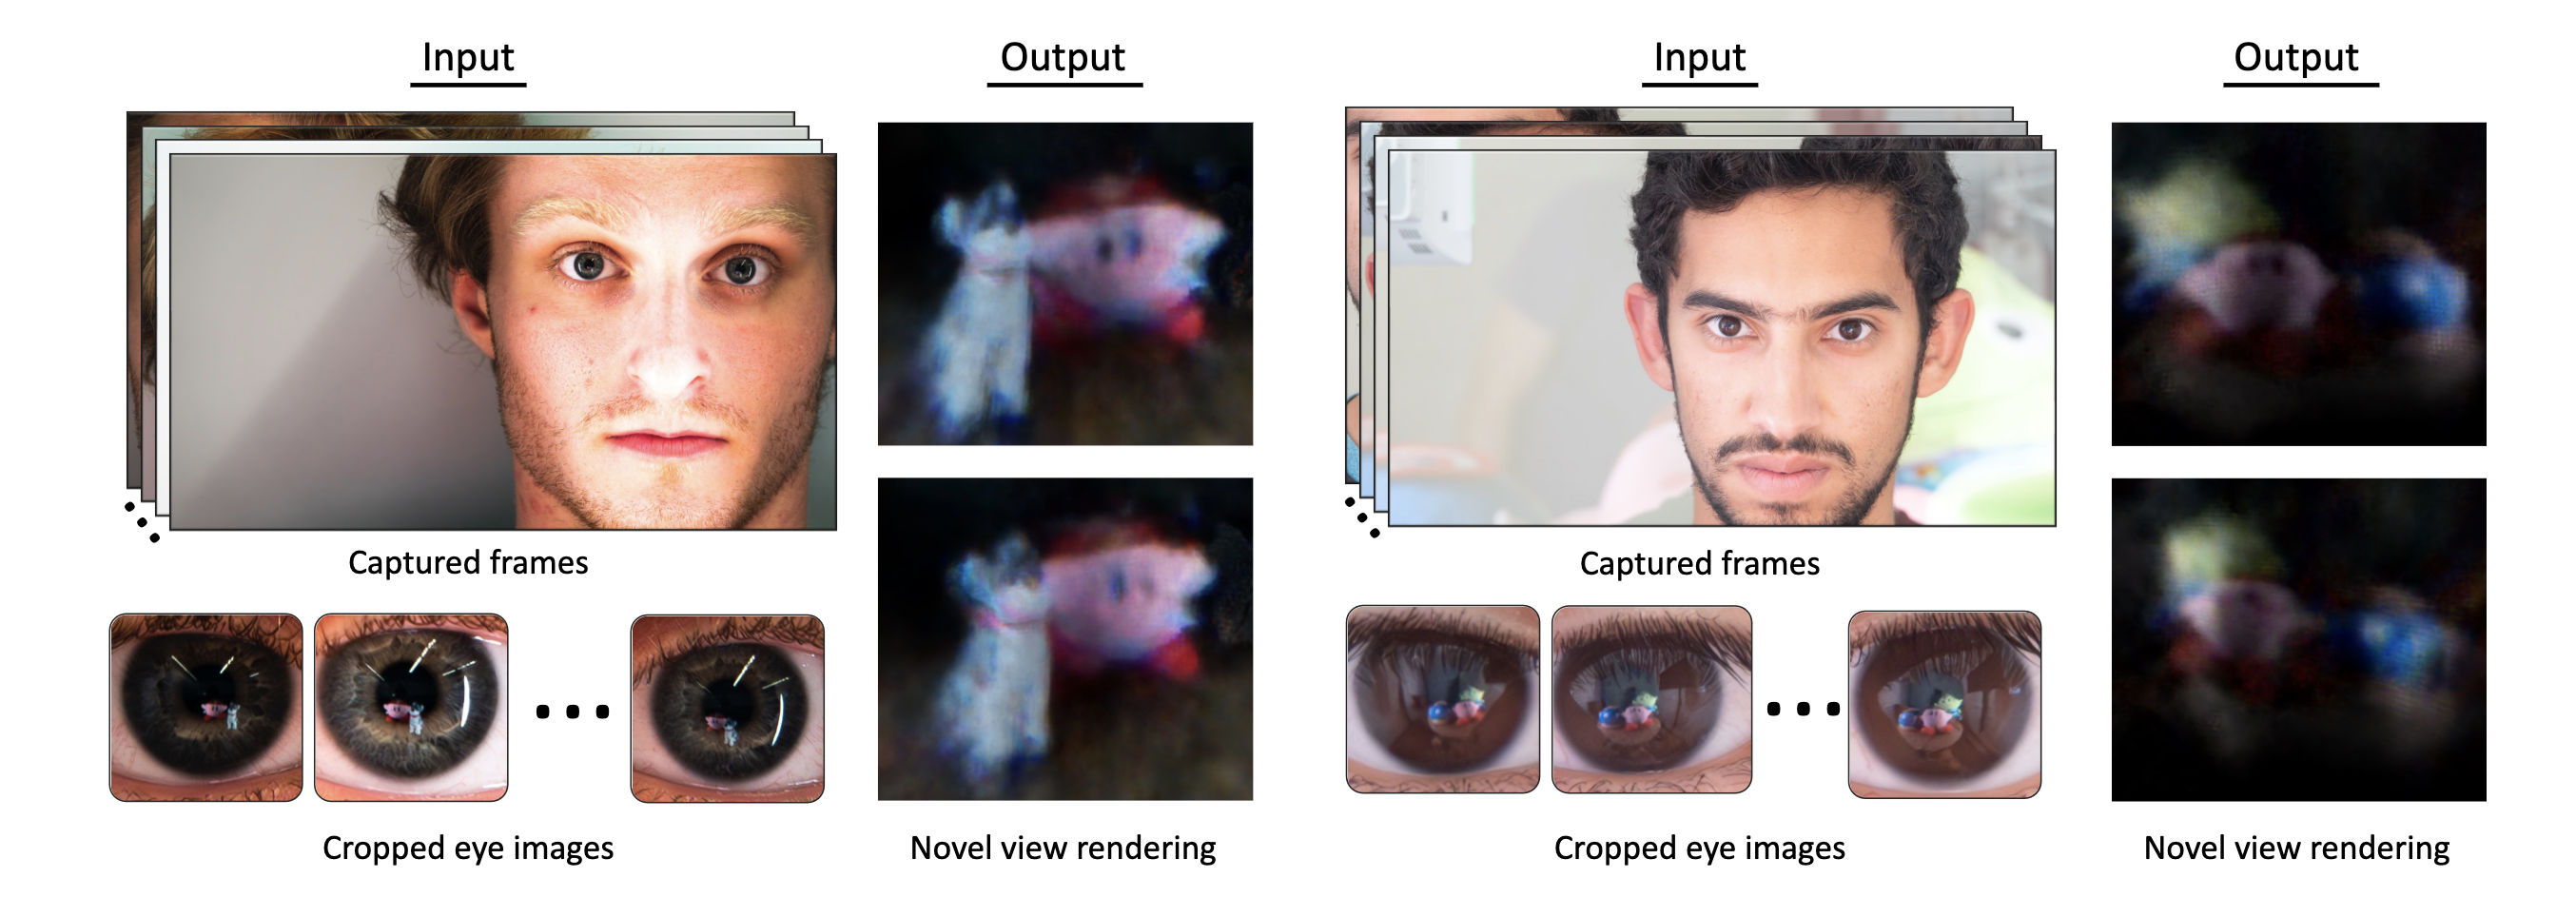 Input
Output
Input
Output
Captured frames
Captured frames
Cropped eye images
Novel view rendering
Cropped eye images
Novel view rendering